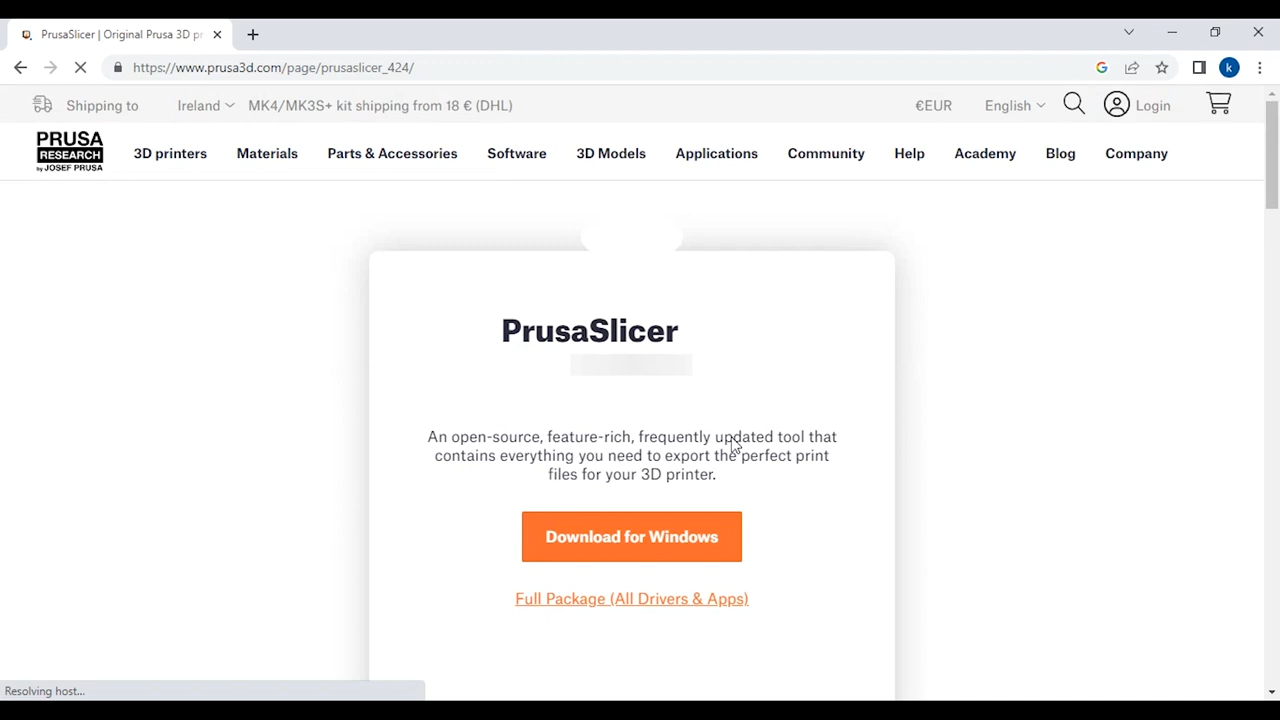 PrusaSlicer | Original Prusa 3D pr
https://www.prusa3d.com/page/prusaslicer_424/
Shipping to Ireland MK4/MK3S+ kit shipping from 18 € (DHL) €EUR English Login
PRUSA
RESEARCH
by JOSEF PRUSA
3D printers Materials Parts & Accessories Software 3D Models Applications Community Help Academy Blog Company
PrusaSlicer
An open-source, feature-rich, frequently updated tool that
contains everything you need to export the perfect print
files for your 3D printer.
Download for Windows
Full Package (All Drivers & Apps)
Resolving host...